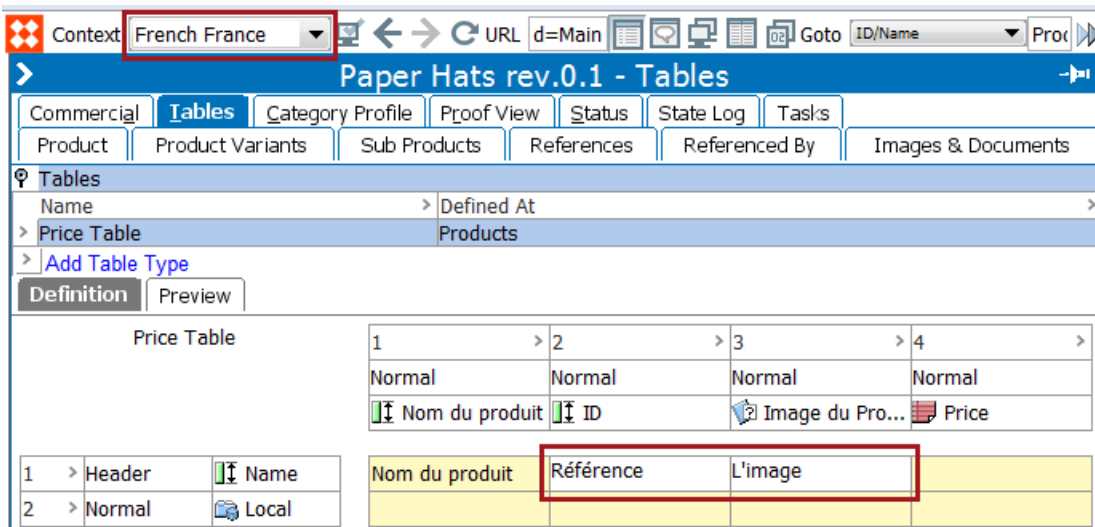 Context French France URL d=Main Goto ID/Name
Paper Hats rev.0.1 - Tables
Commercial Tables Category Profile Proof View Status State Log Tasks
Product Product Variants Sub Products References Referenced By Images & Documents
Tables
Name > Defined At >
> Price Table Products
> Add Table Type
Definition Preview
Price Table 1 > 2 > 3 > 4 >
Normal Normal Normal Normal
Nom du produit ID Image du Pro... Price
1 > Header Name Nom du produit Référence L'image
2 > Normal Local